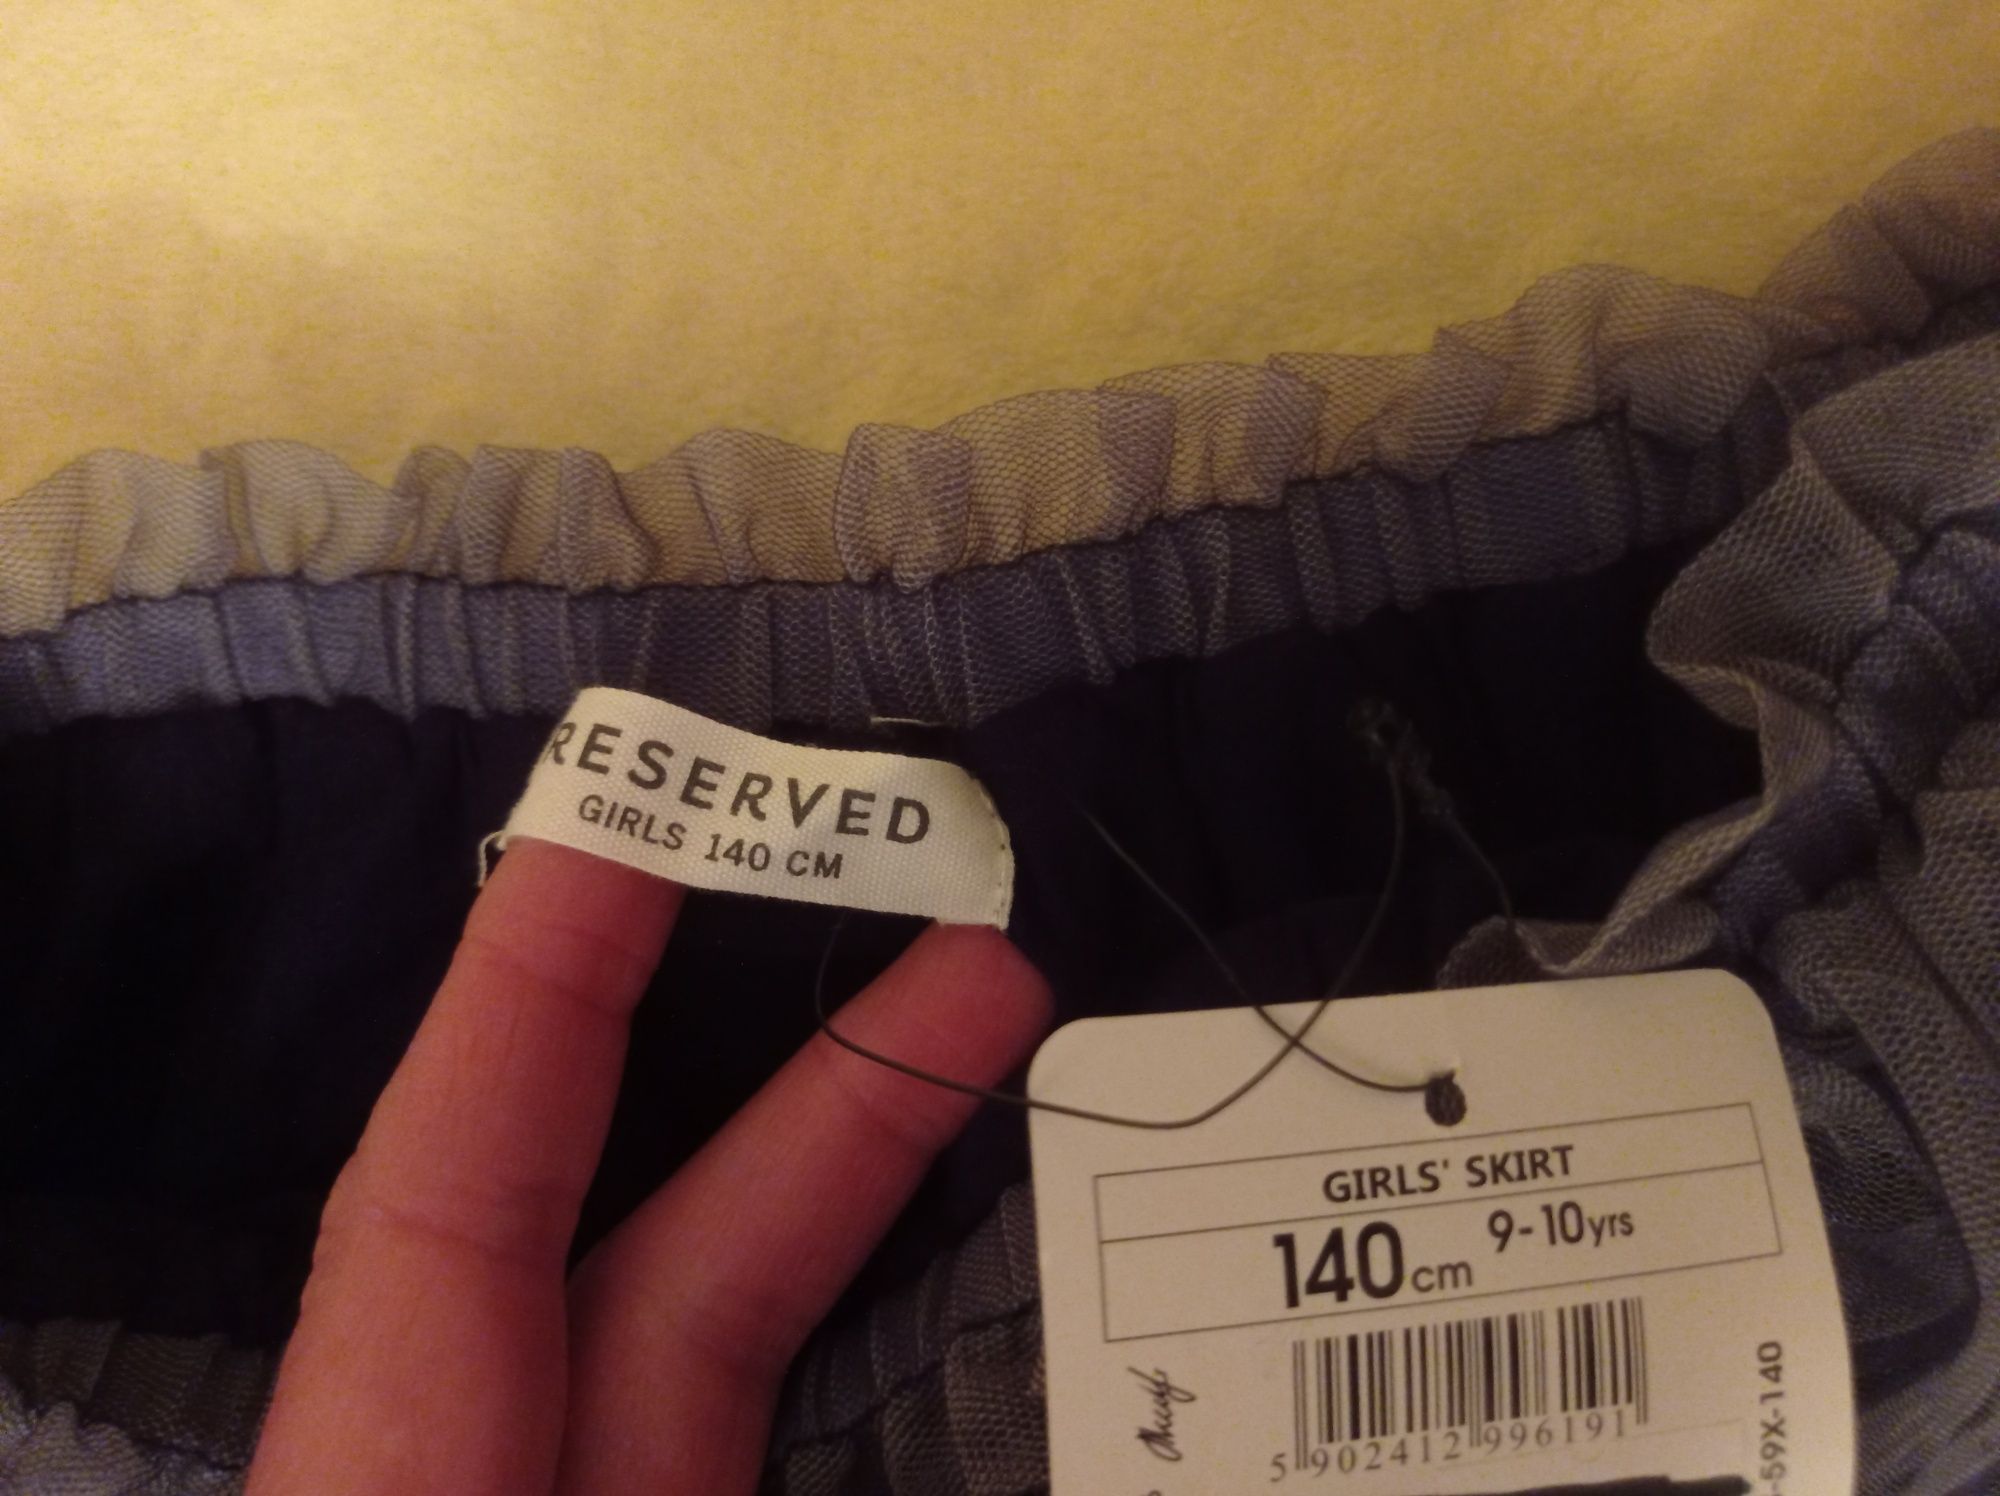 RESERVED
GIRLS 140 CM
GIRLS' SKIRT
140cm 9-10yrs
5 902412 996191
-59X-140